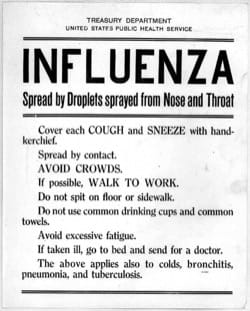 TREASURY DEPARTMENT
UNITED STATES PUBLIC HEALTH SERVICE
INFLUENZA
Spread by Droplets sprayed from Nose and Throat
Cover each COUGH and SNEEZE with hand-
kerchief.
Spread by contact.
AVOID CROWDS.
If possible, WALK TO WORK.
Do not spit on floor or sidewalk.
Do not use common drinking cups and common
towels.
Avoid excessive fatigue.
If taken ill, go to bed and send for a doctor.
The above applies also to colds, bronchitis,
pneumonia, and tuberculosis.